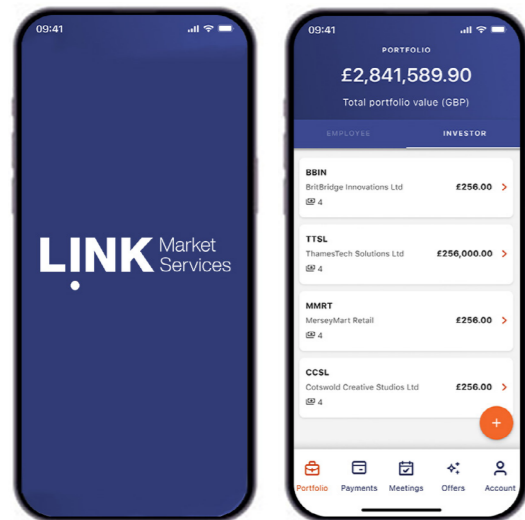 09:41
LINK Market
Services
09:41
PORTFOLIO
£2,841,589.90
Total portfolio value (GBP)
EMPLOYEE
INVESTOR
BBIN
BritBridge Innovations Ltd
£256.00
4
TTSL
ThamesTech Solutions Ltd
£256,000.00
4
MMRT
MerseyMart Retail
£256.00
4
CCSL
Cotswold Creative Studios Ltd
£256.00
4
+
Portfolio Payments Meetings Offers Account